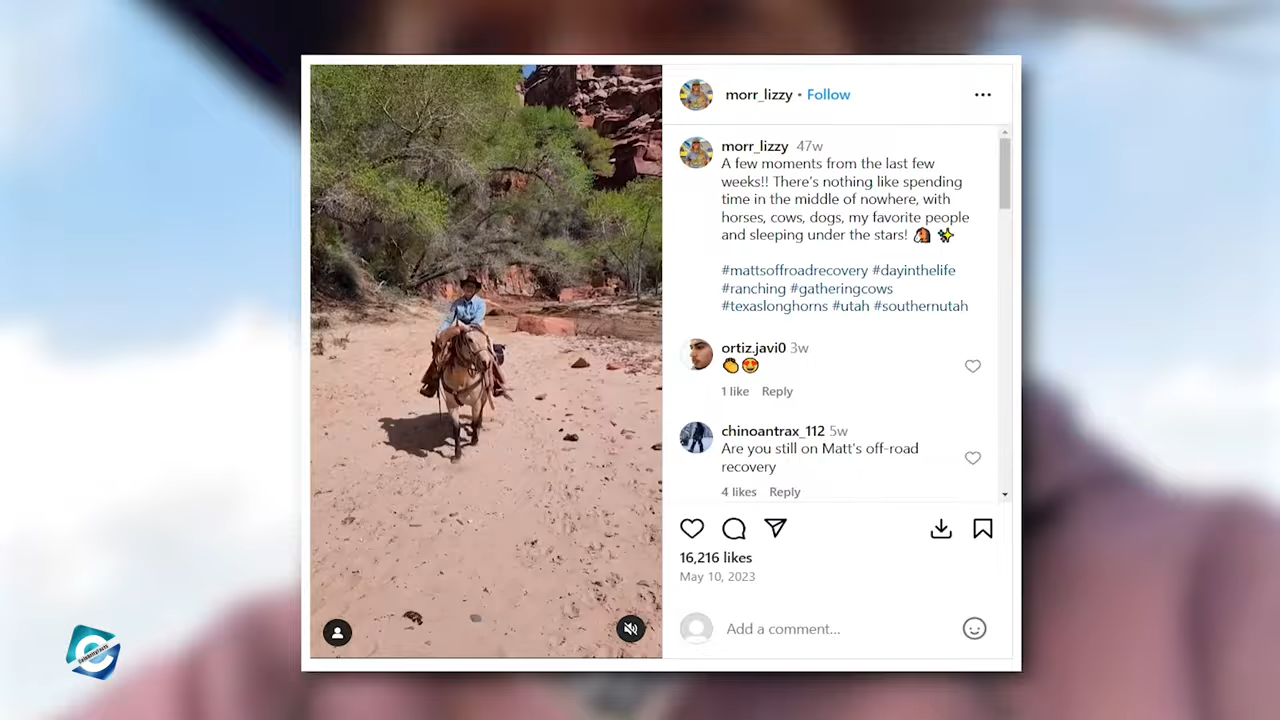 morr_lizzy • Follow
morr_lizzy 47w
A few moments from the last few
weeks!! There's nothing like spending
time in the middle of nowhere, with
horses, cows, dogs, my favorite people
and sleeping under the stars! 🐴 ✨
#mattsoffroadrecovery #dayinthelife
#ranching #gatheringcows
#texaslonghorns #utah #southernutah
ortiz.javi0 3w
👏😍
1 like Reply
chinoantrax_112 5w
Are you still on Matt's off-road
recovery
4 likes Reply
16,216 likes
May 10, 2023
Add a comment...